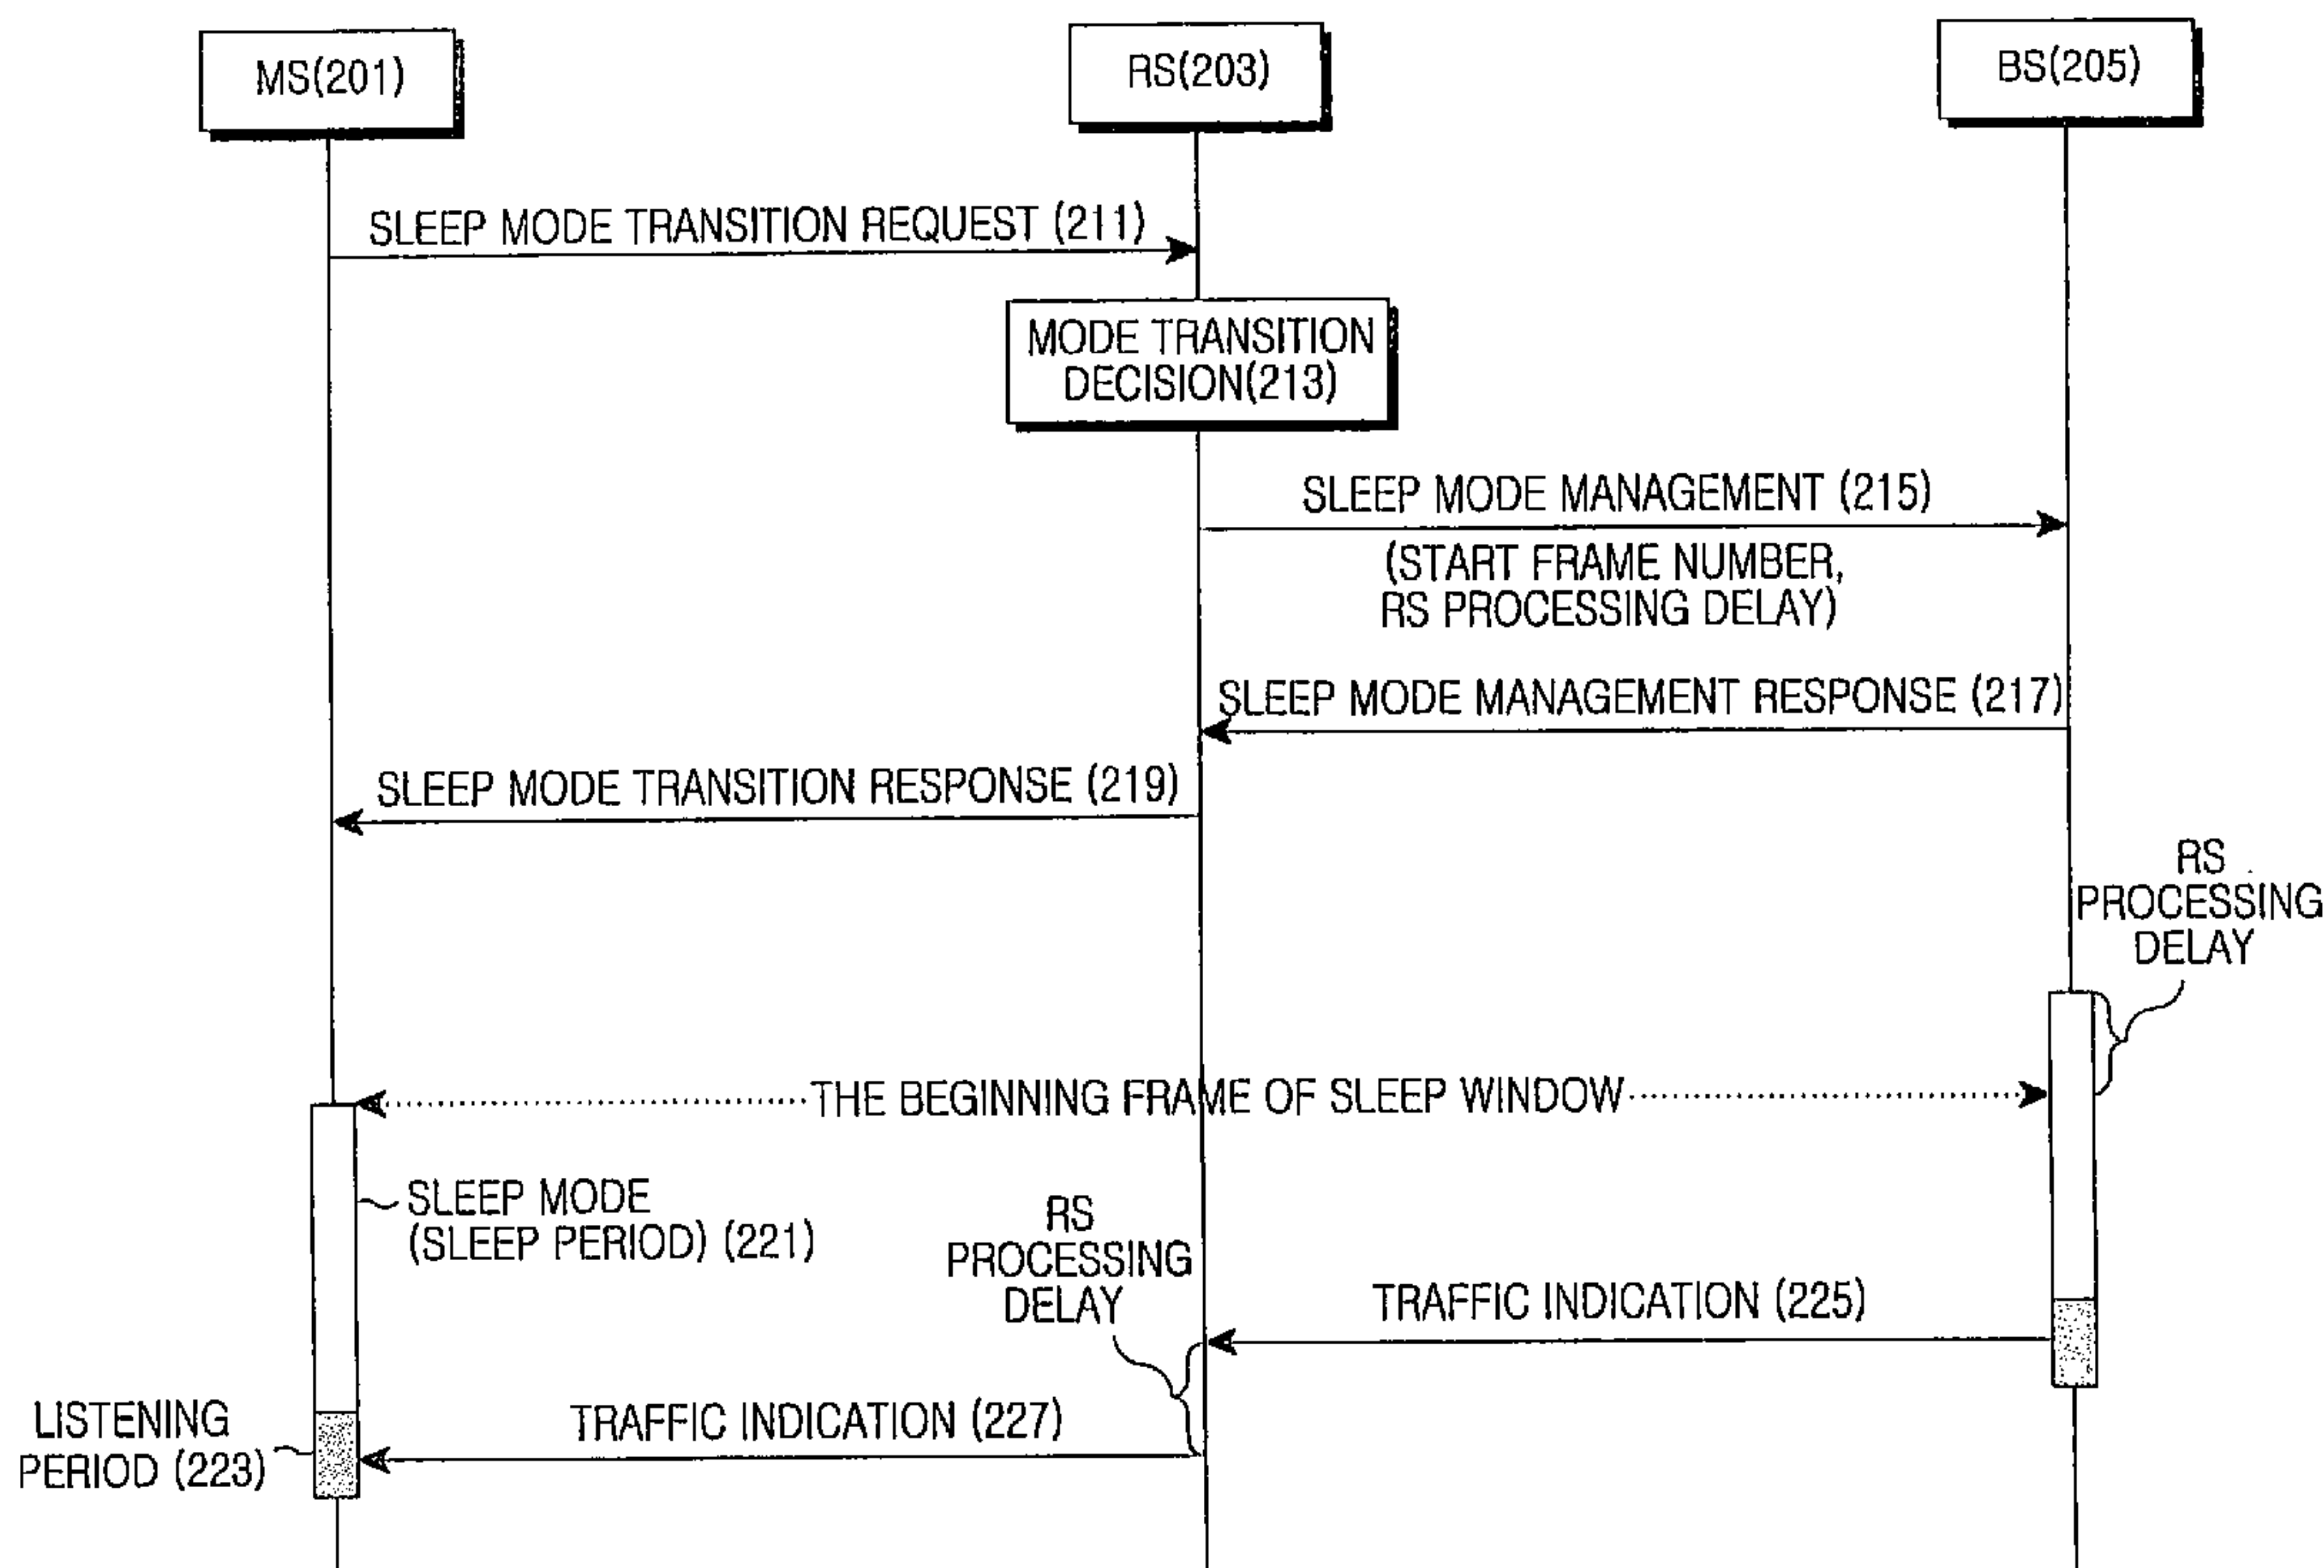 MS(201)
RS(203)
BS(205)
SLEEP MODE TRANSITION REQUEST (211)
MODE TRANSITION
DECISION(213)
SLEEP MODE MANAGEMENT (215)
(START FRAME NUMBER,
RS PROCESSING DELAY)
SLEEP MODE MANAGEMENT RESPONSE (217)
SLEEP MODE TRANSITION RESPONSE (219)
RS
PROCESSING
DELAY
THE BEGINNING FRAME OF SLEEP WINDOW
SLEEP MODE
(SLEEP PERIOD) (221)
RS
PROCESSING
DELAY
TRAFFIC INDICATION (225)
LISTENING
PERIOD (223)
TRAFFIC INDICATION (227)